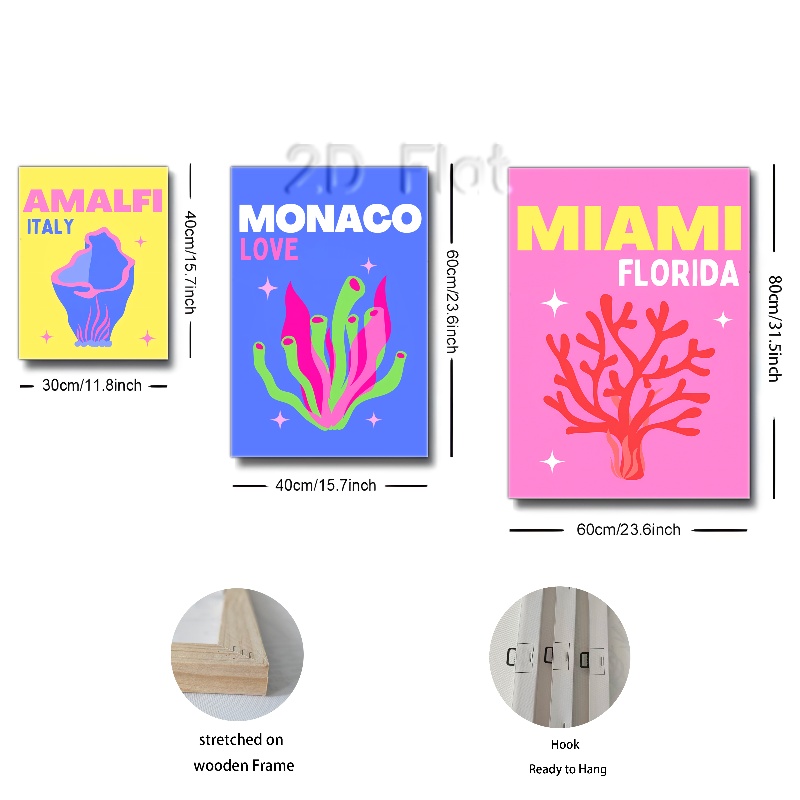 2D Flat
AMALFI
ITALY
40cm/15.7inch
30cm/11.8inch
MONACO
LOVE
60cm/23.6inch
40cm/15.7inch
MIAMI
FLORIDA
80cm/31.5inch
60cm/23.6inch
stretched on
wooden Frame
Hook
Ready to Hang